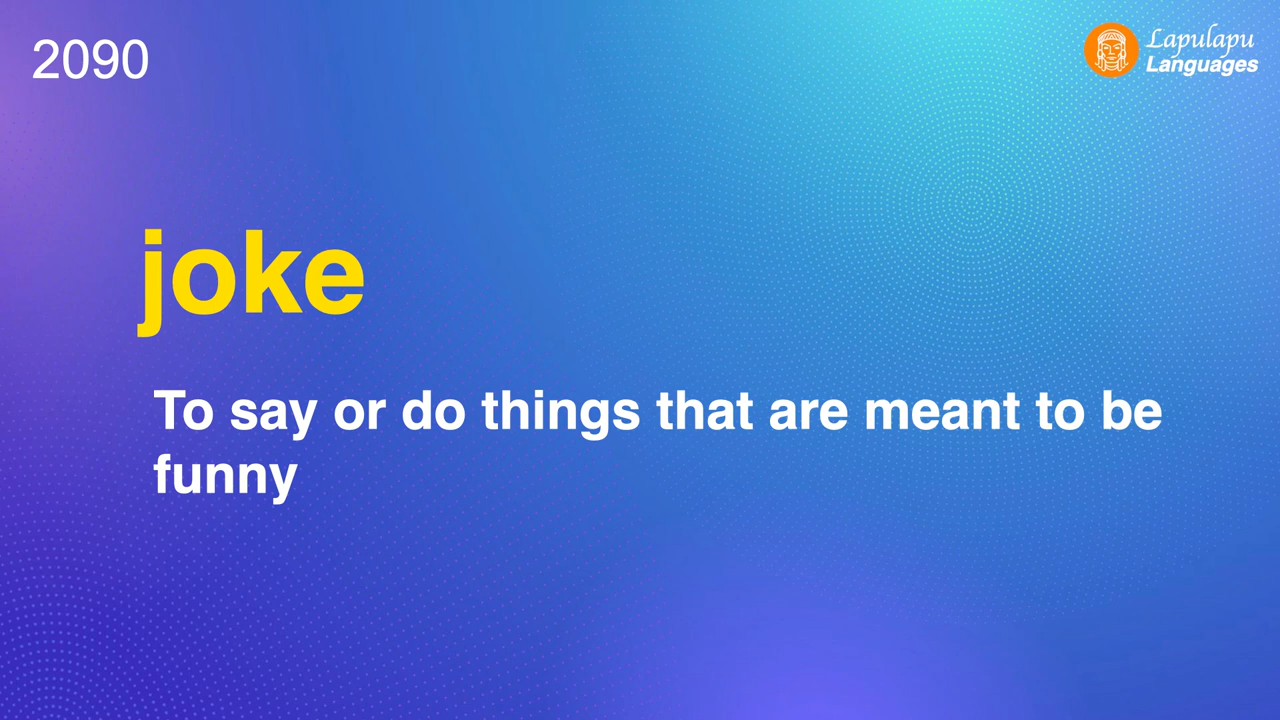 2090
Lapulapu
Languages
joke
To say or do things that are meant to be
funny